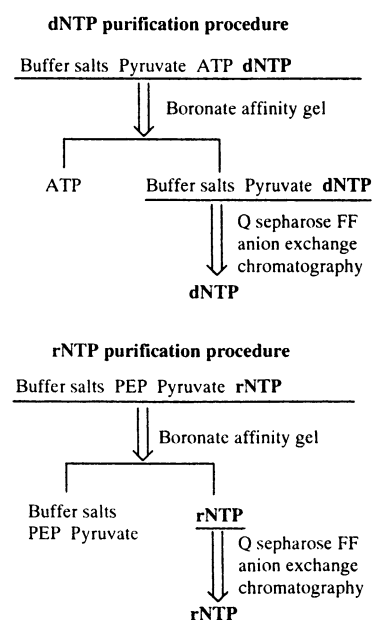 dNTP purification procedure
Buffer salts Pyruvate ATP dNTP
Boronate affinity gel
ATP
Buffer salts Pyruvate dNTP
Q sepharose FF
anion exchange
chromatography
dNTP
rNTP purification procedure
Buffer salts PEP Pyruvate rNTP
Boronate affinity gel
Buffer salts
PEP Pyruvate
rNTP
Q sepharose FF
anion exchange
chromatography
rNTP